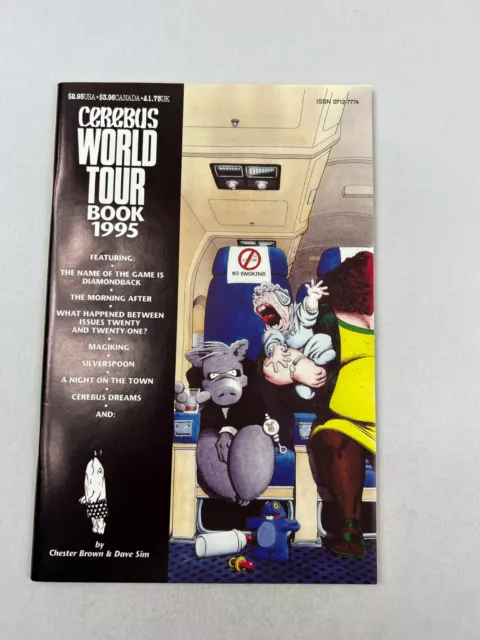 $2.95USA • $3.95CANADA • £1.75UK
ISSN 0712-7774
CEREBUS
WORLD
TOUR
BOOK
1995
FEATURING:
THE NAME OF THE GAME IS
DIAMONDBACK
THE MORNING AFTER
WHAT HAPPENED BETWEEN
ISSUES TWENTY
AND TWENTY-ONE?
MAGIKING
SILVERSPOON
A NIGHT ON THE TOWN
CEREBUS DREAMS
AND:
by
Chester Brown & Dave Sim
NO SMOKING